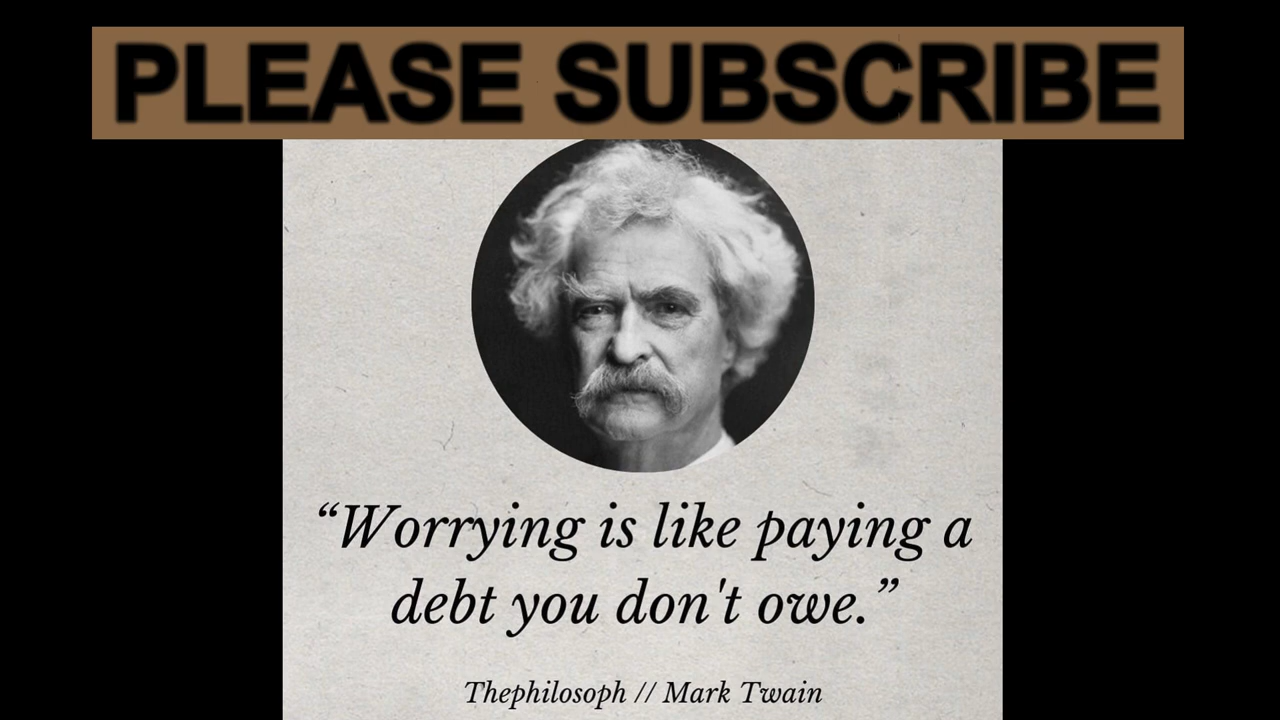 PLEASE SUBSCRIBE
“Worrying is like paying a
debt you don't owe.”
Thephilosoph // Mark Twain